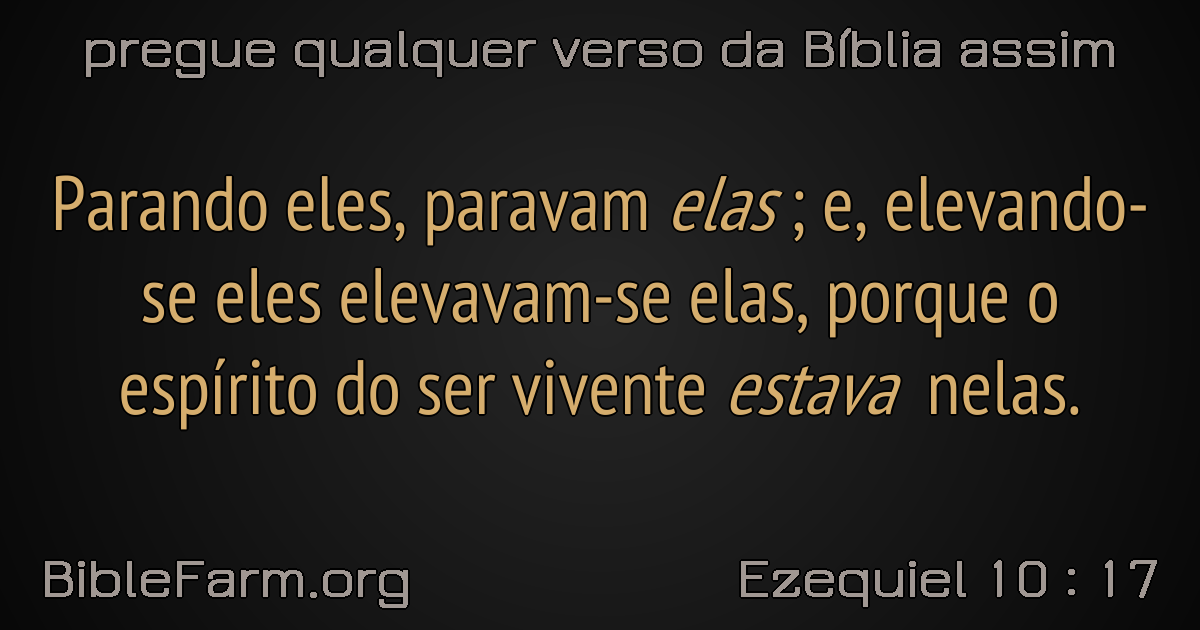 pregue qualquer verso da Bíblia assim
Parando eles, paravam elas ; e, elevando-
se eles elevavam-se elas, porque o
espírito do ser vivente estava nelas.
BibleFarm.org
Ezequiel 10 : 17